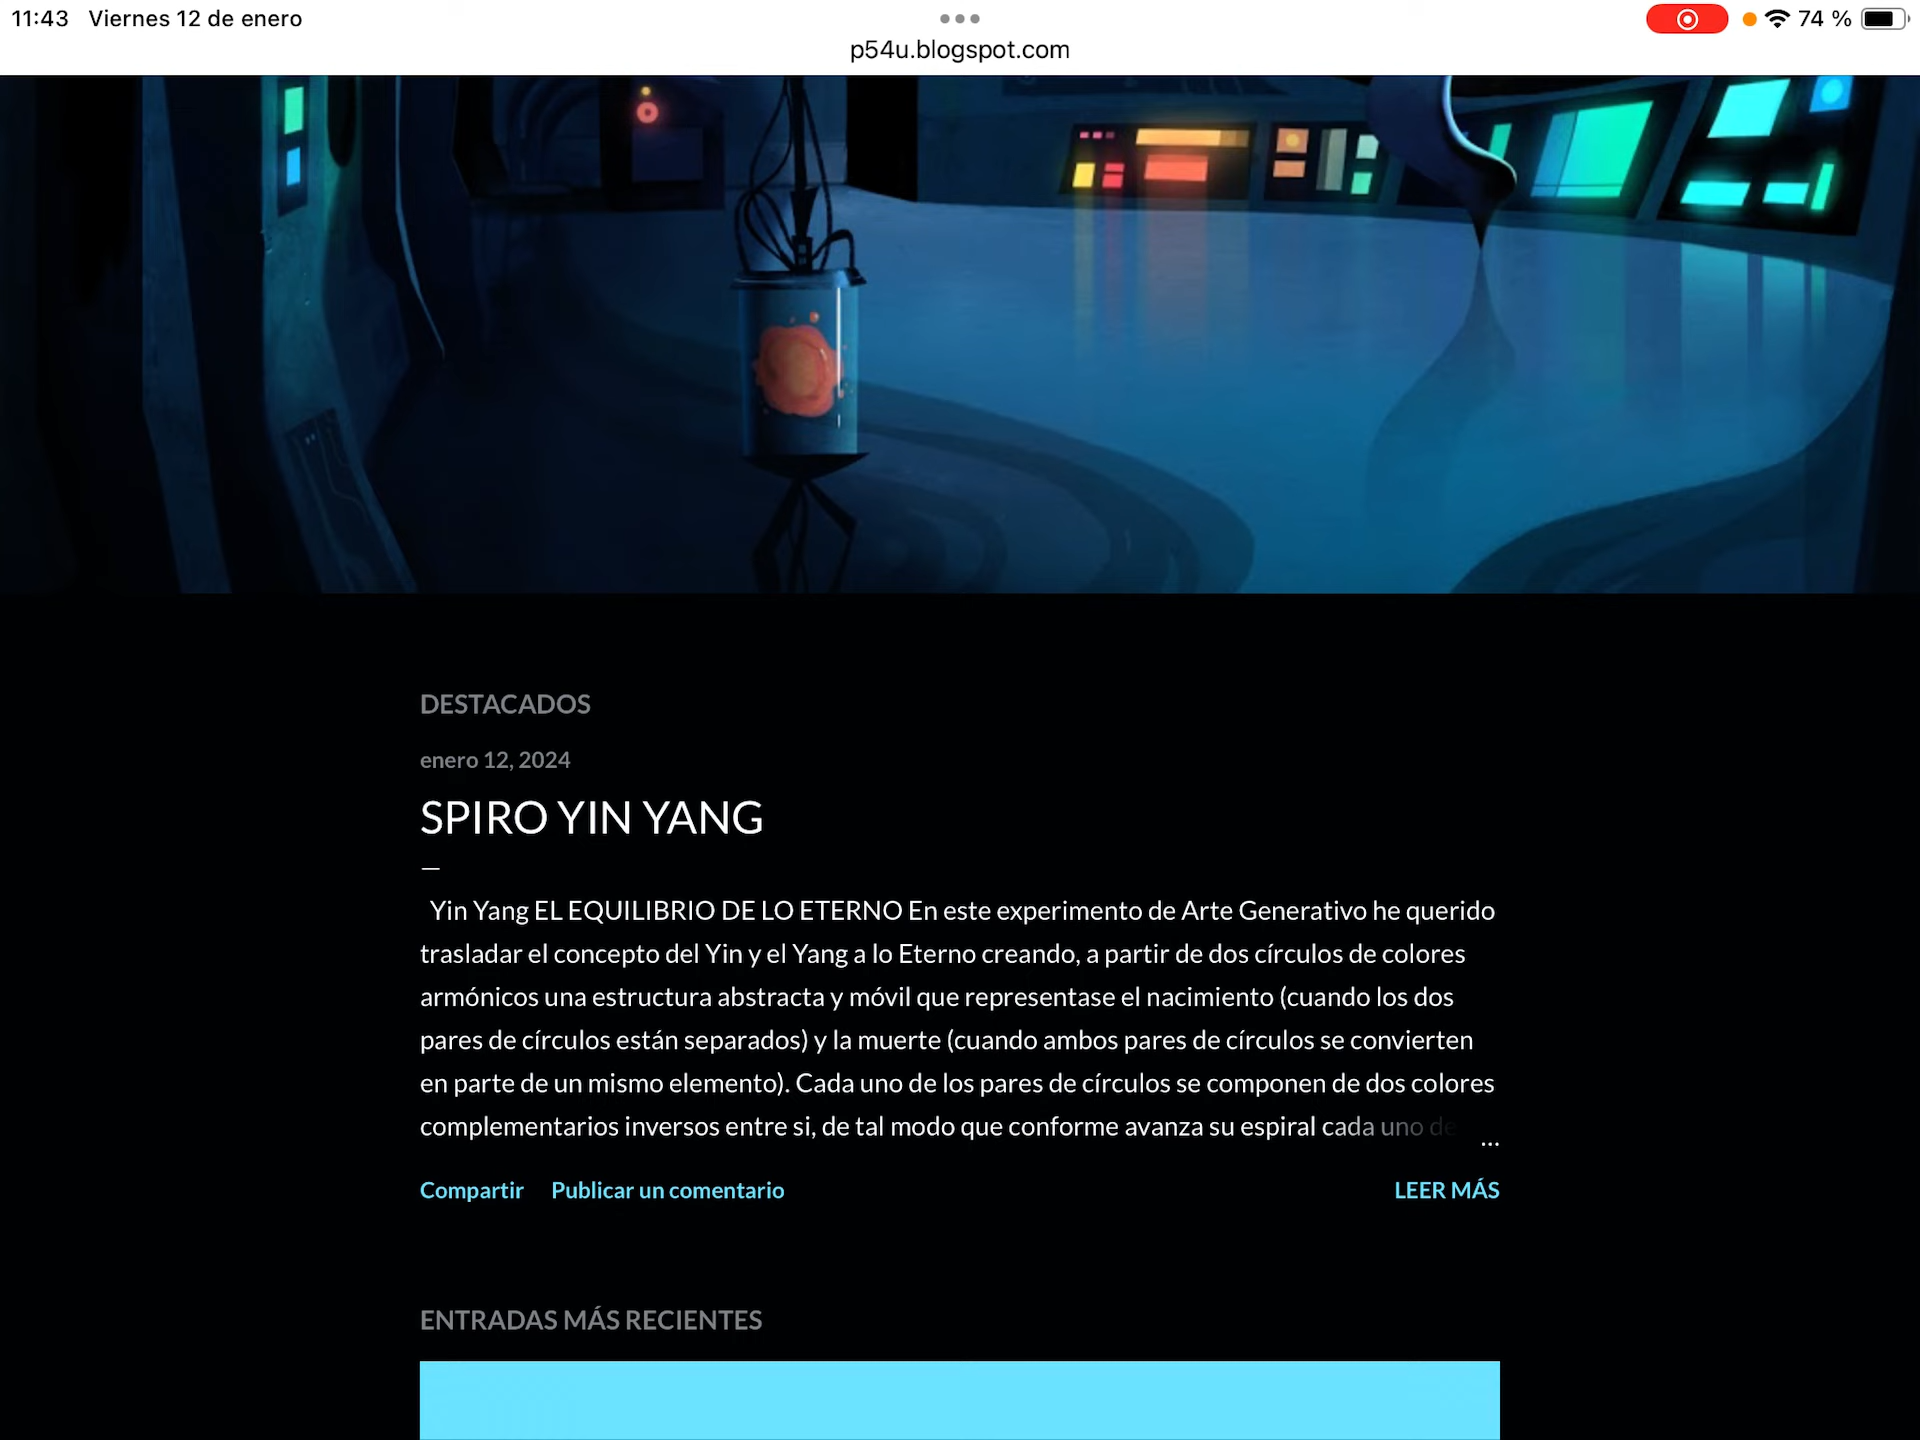 11:43 Viernes 12 de enero
74 %
p54u.blogspot.com
DESTACADOS
enero 12, 2024
SPIRO YIN YANG
—
Yin Yang EL EQUILIBRIO DE LO ETERNO En este experimento de Arte Generativo he querido
trasladar el concepto del Yin y el Yang a lo Eterno creando, a partir de dos círculos de colores
armónicos una estructura abstracta y móvil que representase el nacimiento (cuando los dos
pares de círculos están separados) y la muerte (cuando ambos pares de círculos se convierten
en parte de un mismo elemento). Cada uno de los pares de círculos se componen de dos colores
complementarios inversos entre si, de tal modo que conforme avanza su espiral cada uno de
...
Compartir Publicar un comentario LEER MÁS
ENTRADAS MÁS RECIENTES